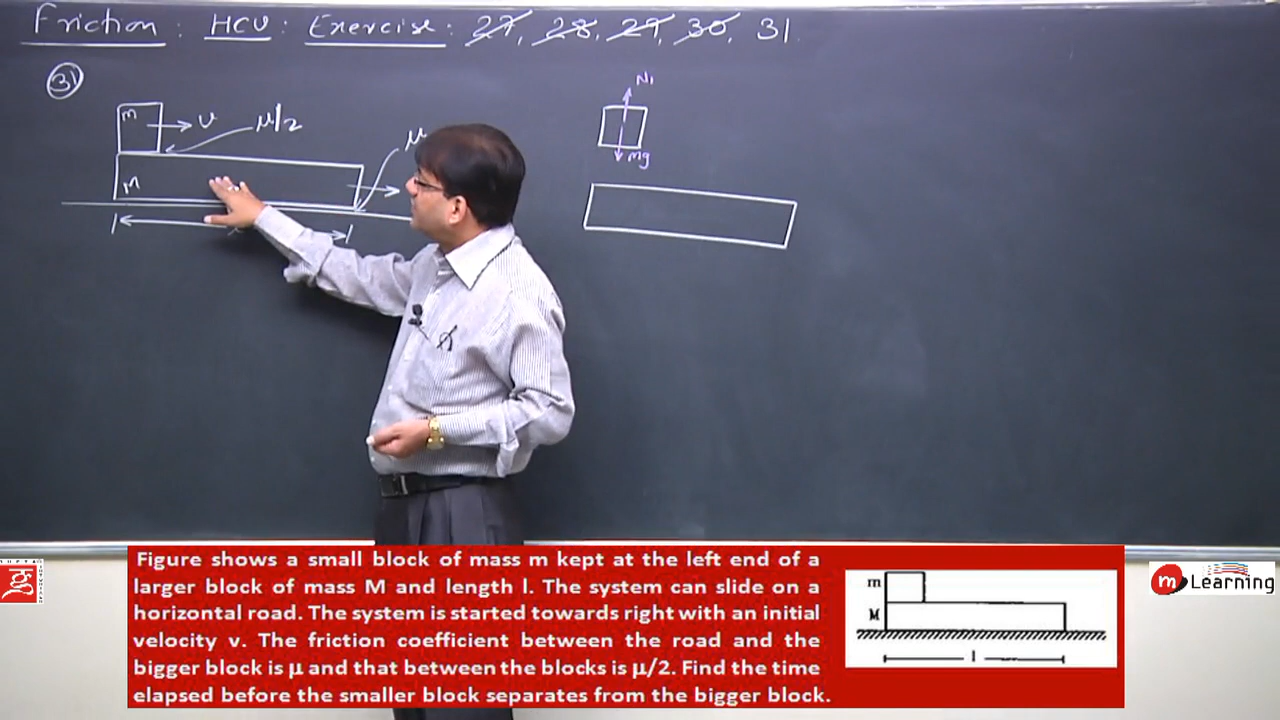 Friction : HCV : Exercise : 27, 28, 29, 30, 31
31
N1
m
v
μ/2
μ
mg
M
Figure shows a small block of mass m kept at the left end of a
larger block of mass M and length l. The system can slide on a
horizontal road. The system is started towards right with an initial
velocity v. The friction coefficient between the road and the
bigger block is μ and that between the blocks is μ/2. Find the time
elapsed before the smaller block separates from the bigger block.
m
M
l
m Learning